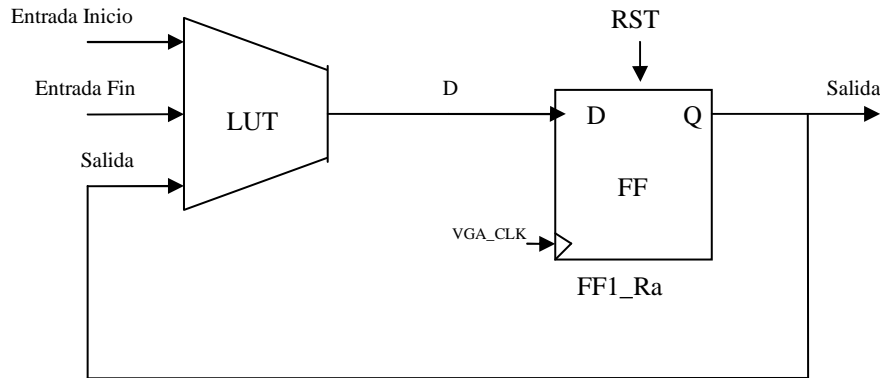 Entrada Inicio
RST
Entrada Fin
D
Salida
LUT
D
Q
Salida
FF
VGA_CLK
FF1_Ra